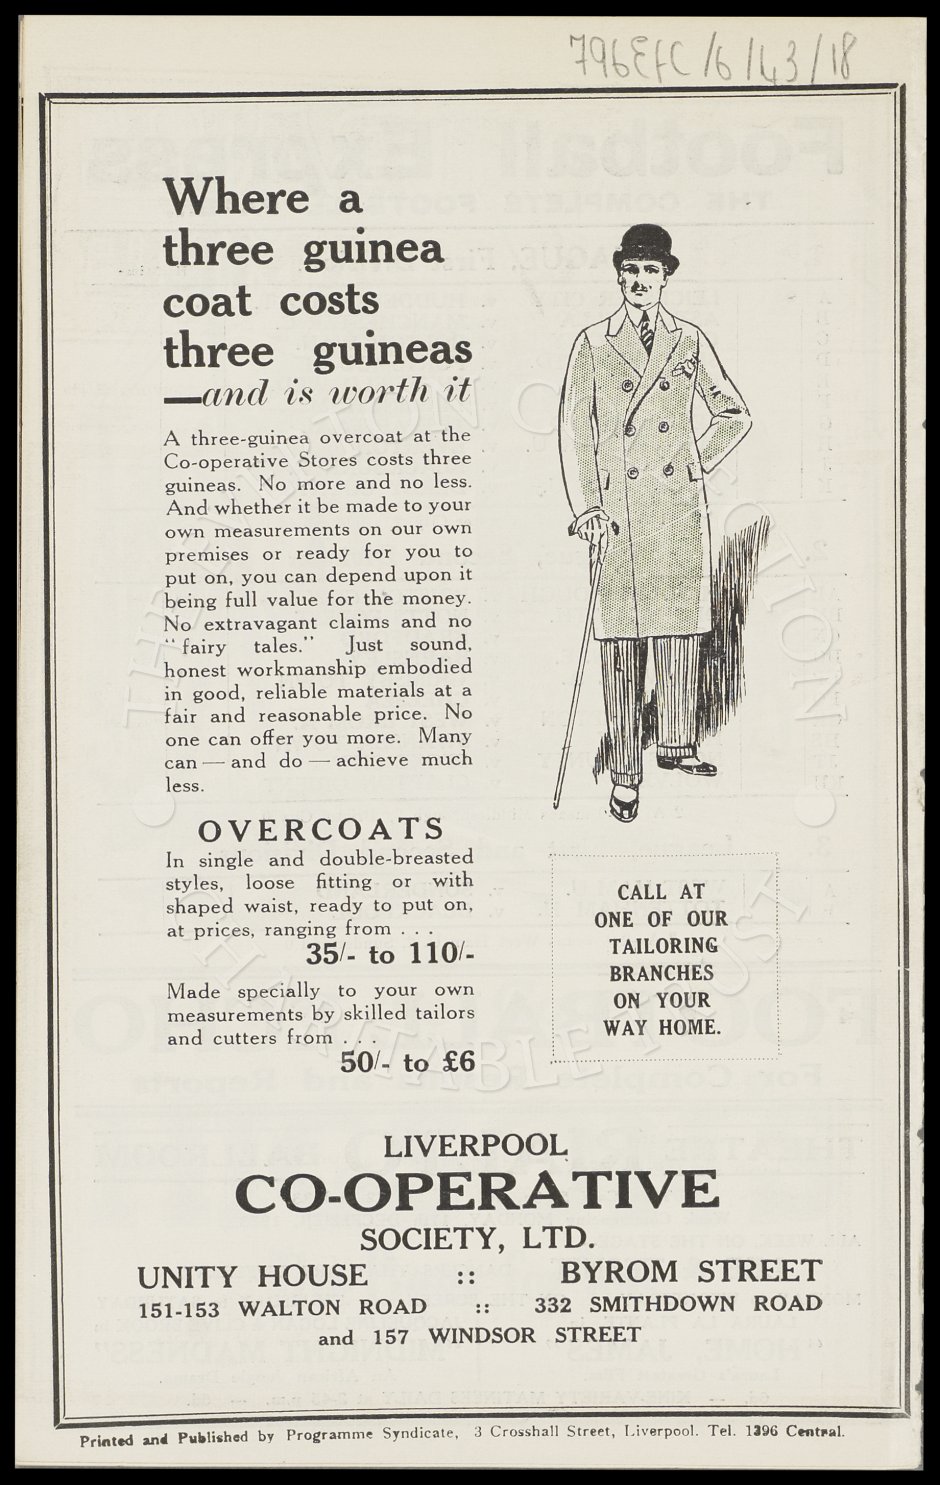 796EFC/6/43/18
Where a
three guinea
coat costs
three guineas
—and is worth it
A three-guinea overcoat at the
Co-operative Stores costs three
guineas. No more and no less.
And whether it be made to your
own measurements on our own
premises or ready for you to
put on, you can depend upon it
being full value for the money.
No extravagant claims and no
"fairy tales." Just sound,
honest workmanship embodied
in good, reliable materials at a
fair and reasonable price. No
one can offer you more. Many
can — and do — achieve much
less.
OVERCOATS
In single and double-breasted
styles, loose fitting or with
shaped waist, ready to put on,
at prices, ranging from . . .
35/- to 110/-
Made specially to your own
measurements by skilled tailors
and cutters from . . .
50/- to £6
CALL AT
ONE OF OUR
TAILORING
BRANCHES
ON YOUR
WAY HOME.
LIVERPOOL
CO-OPERATIVE
SOCIETY, LTD.
UNITY HOUSE :: BYROM STREET
151-153 WALTON ROAD :: 332 SMITHDOWN ROAD
and 157 WINDSOR STREET
Printed and Published by Programme Syndicate, 3 Crosshall Street, Liverpool. Tel. 1396 Central.
THE EVERTON COLLECTION
CHARITABLE TRUST